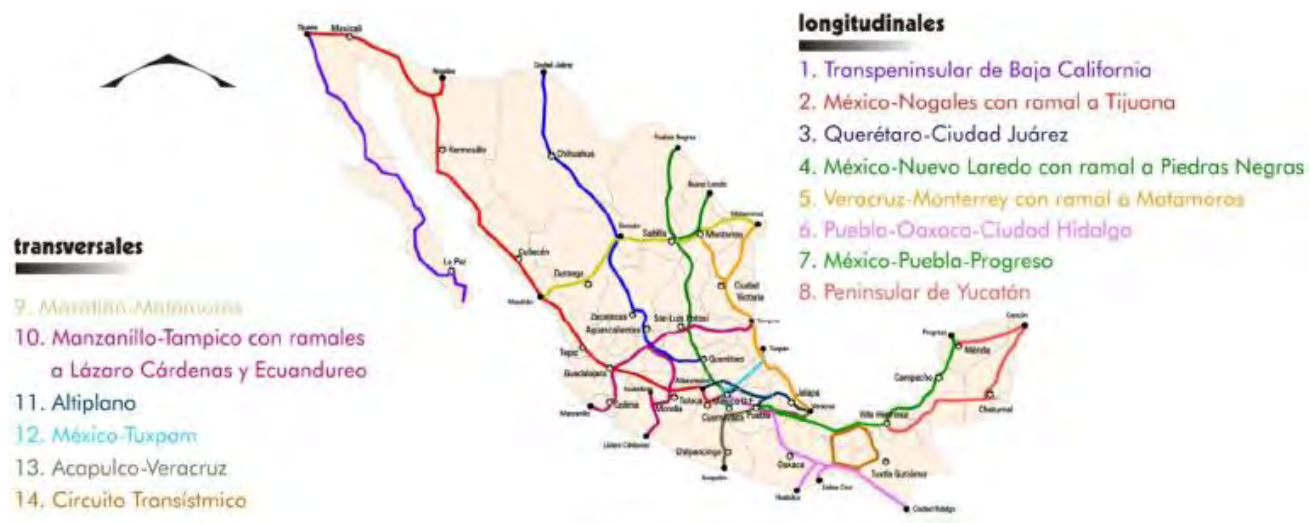 longitudinales
1. Transpeninsular de Baja California
2. México-Nogales con ramal a Tijuana
3. Querétaro-Ciudad Juárez
4. México-Nuevo Laredo con ramal a Piedras Negras
5. Veracruz-Monterrey con ramal a Matamoros
6. Puebla-Oaxaca-Ciudad Hidalgo
7. México-Puebla-Progreso
8. Peninsular de Yucatán
transversales
9. Mazatlán-Matamoros
10. Manzanillo-Tampico con ramales
a Lázaro Cárdenas y Ecuandureo
11. Altiplano
12. México-Tuxpam
13. Acapulco-Veracruz
14. Circuito Transístmico
Tijuana
Mexicali
Nogales
Ciudad Juárez
Hermosillo
Chihuahua
Piedras Negras
Nuevo Laredo
Matamoros
Monterrey
Saltillo
Culiacán
La Paz
Durango
Mazatlán
Ciudad
Victoria
Zacatecas
San Luis Potosí
Aguascalientes
Tampico
Tuxpan
Tepic
Querétaro
Guadalajara
Jalapa
Manzanillo
Colima
Morelia
Toluca
México D.F.
Cuernavaca
Puebla
Veracruz
Lázaro Cárdenas
Chilpancingo
Acapulco
Oaxaca
Huatulco
Salina Cruz
Tuxtla Gutiérrez
Ciudad Hidalgo
Villa Hermosa
Campeche
Progreso
Mérida
Cancún
Chetumal